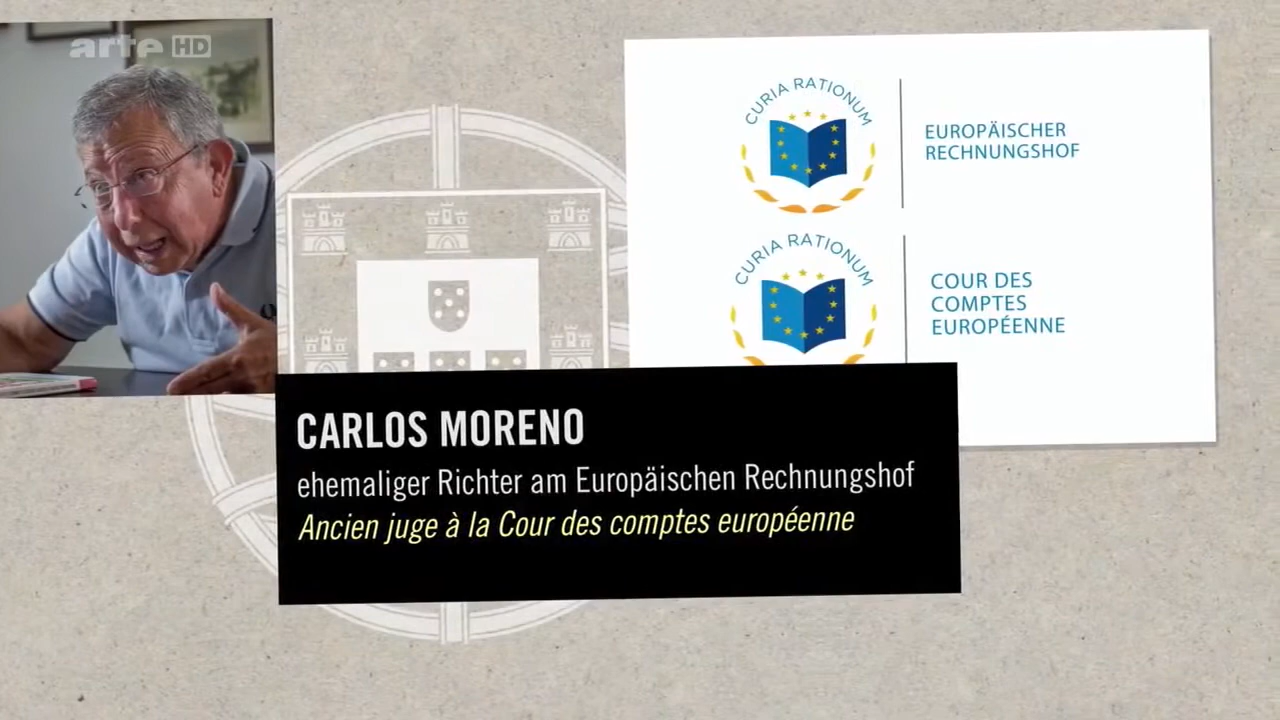 arte HD
CURIA RATIONUM
EUROPÄISCHER
RECHNUNGSHOF
CURIA RATIONUM
COUR DES
COMPTES
EUROPÉENNE
CARLOS MORENO
ehemaliger Richter am Europäischen Rechnungshof
Ancien juge à la Cour des comptes européenne